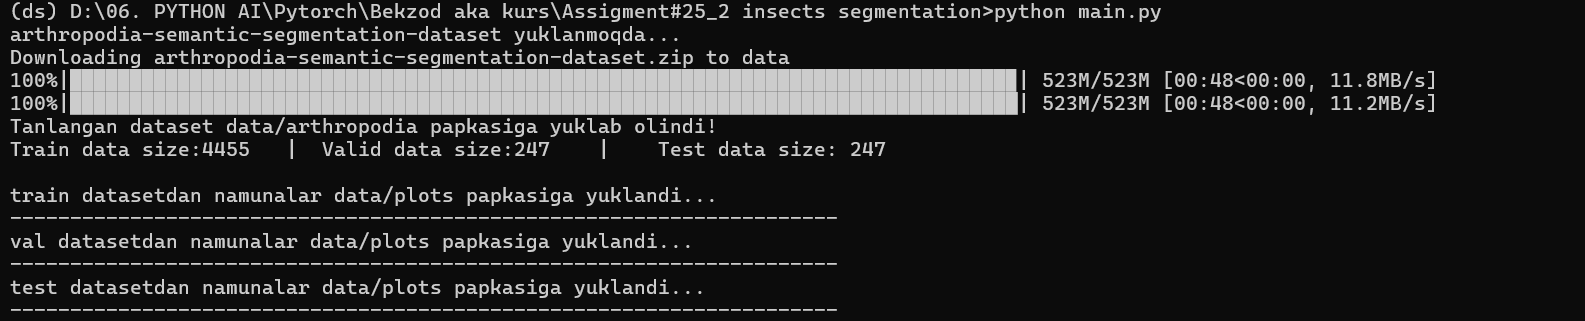 (ds) D:\06. PYTHON AI\Pytorch\Bekzod aka kurs\Assigment#25_2 insects segmentation>python main.py
arthropodia-semantic-segmentation-dataset yuklanmoqda...
Downloading arthropodia-semantic-segmentation-dataset.zip to data
100%|██████████| 523M/523M [00:48<00:00, 11.8MB/s]
100%|██████████| 523M/523M [00:48<00:00, 11.2MB/s]
Tanlangan dataset data/arthropodia papkasiga yuklab olindi!
Train data size:4455   |  Valid data size:247    |    Test data size: 247
train datasetdan namunalar data/plots papkasiga yuklandi...
---------------------------------------------------------------------
val datasetdan namunalar data/plots papkasiga yuklandi...
---------------------------------------------------------------------
test datasetdan namunalar data/plots papkasiga yuklandi...
---------------------------------------------------------------------